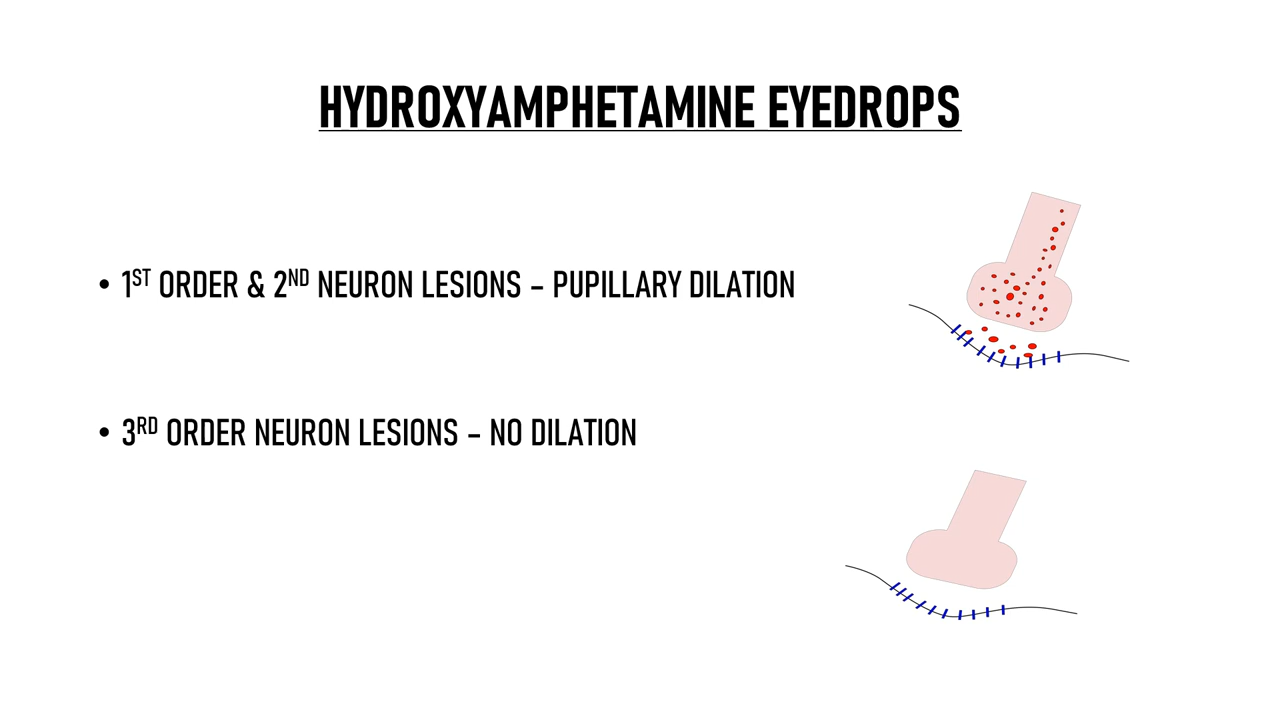 HYDROXYAMPHETAMINE EYEDROPS
• 1ST ORDER & 2ND NEURON LESIONS – PUPILLARY DILATION
• 3RD ORDER NEURON LESIONS – NO DILATION